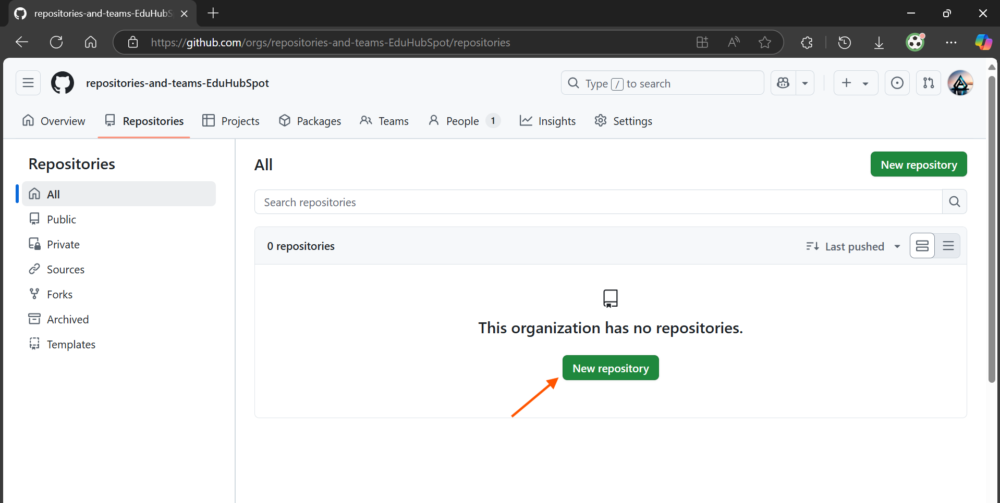 repositories-and-teams-EduHubS
https://github.com/orgs/repositories-and-teams-EduHubSpot/repositories
repositories-and-teams-EduHubSpot
Type / to search
Overview
Repositories
Projects
Packages
Teams
People 1
Insights
Settings
Repositories
All
Public
Private
Sources
Forks
Archived
Templates
All
New repository
Search repositories
0 repositories
Last pushed
This organization has no repositories.
New repository